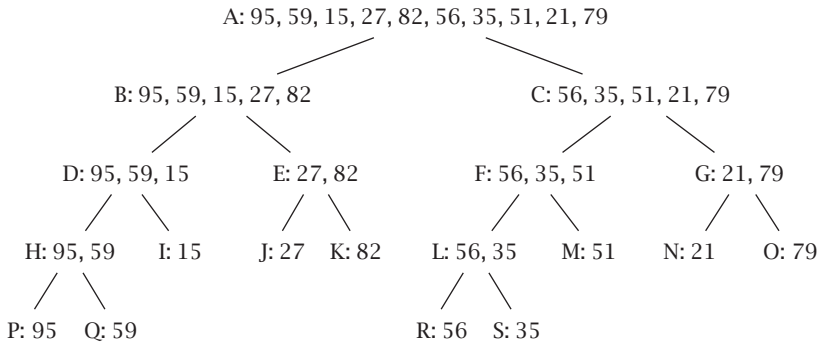 A: 95, 59, 15, 27, 82, 56, 35, 51, 21, 79
B: 95, 59, 15, 27, 82
C: 56, 35, 51, 21, 79
D: 95, 59, 15
E: 27, 82
F: 56, 35, 51
G: 21, 79
H: 95, 59
I: 15
J: 27
K: 82
L: 56, 35
M: 51
N: 21
O: 79
P: 95
Q: 59
R: 56
S: 35